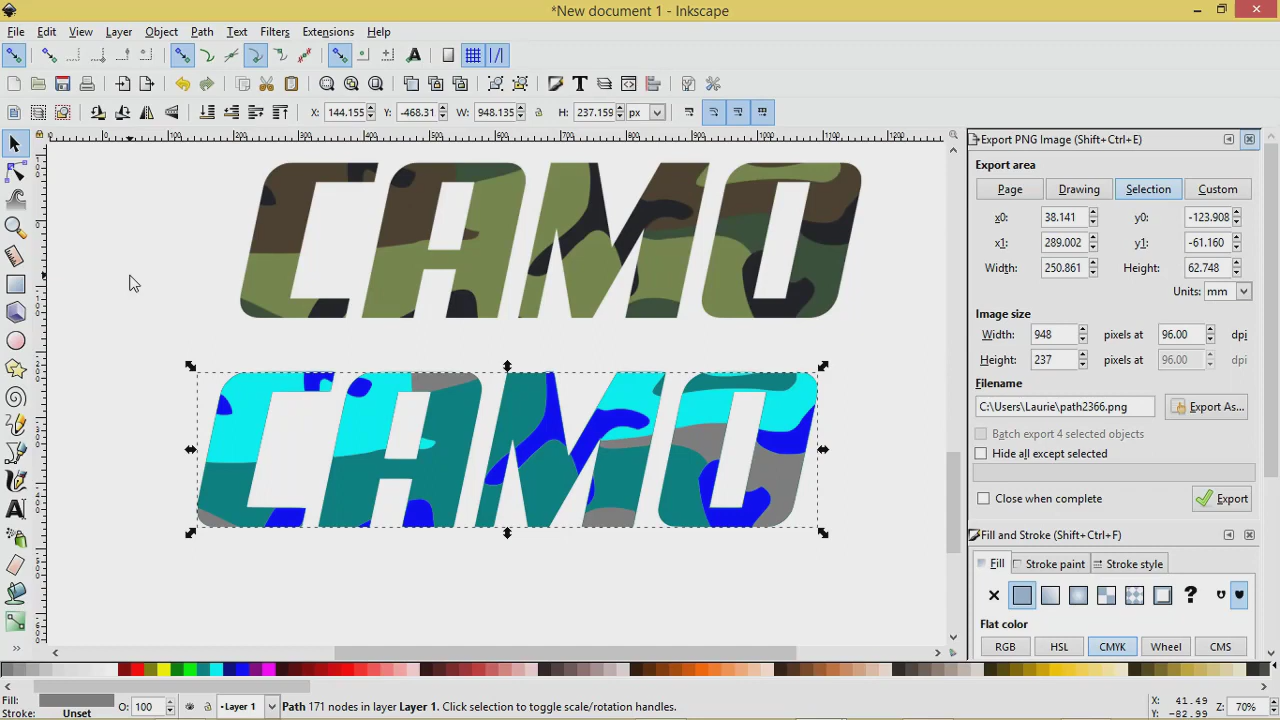 *New document 1 - Inkscape
File Edit View Layer Object Path Text Filters Extensions Help
X: 144.155 Y: -468.31 W: 948.135 H: 237.159 px
Export PNG Image (Shift+Ctrl+E)
Export area
Page Drawing Selection Custom
x0: 38.141 y0: -123.908
x1: 289.002 y1: -61.160
Width: 250.861 Height: 62.748
Units: mm
Image size
Width: 948 pixels at 96.00 dpi
Height: 237 pixels at 96.00 dpi
Filename
C:\Users\Laurie\path2366.png Export As...
Batch export 4 selected objects
Hide all except selected
Close when complete Export
Fill and Stroke (Shift+Ctrl+F)
Fill Stroke paint Stroke style
Flat color
RGB HSL CMYK Wheel CMS
CAMO
CAMO
Fill:
Stroke: Unset
O: 100 Layer 1 Path 171 nodes in layer Layer 1. Click selection to toggle scale/rotation handles.
X: 41.49
Y: -82.99
Z: 70%